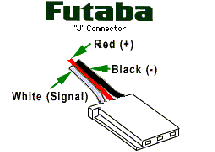 Futaba
"J" Connector
Red (+)
Black (-)
White (Signal)